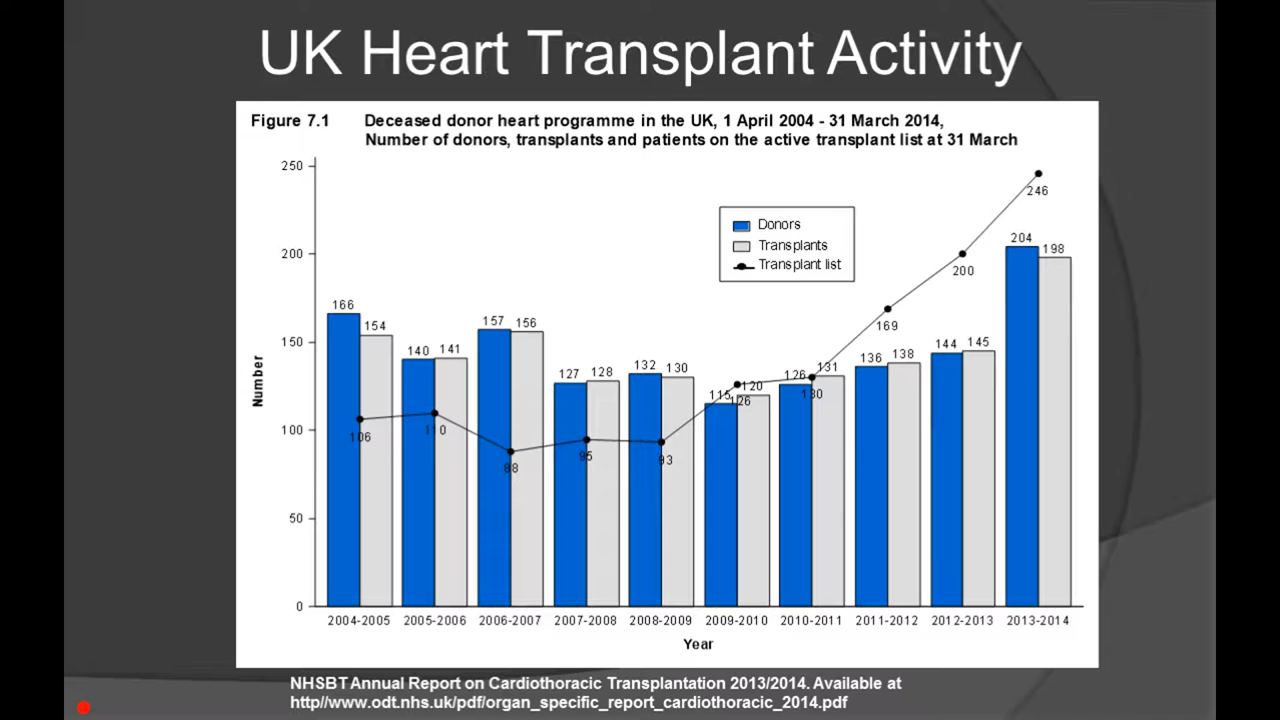 UK Heart Transplant Activity
Figure 7.1 Deceased donor heart programme in the UK, 1 April 2004 - 31 March 2014,
Number of donors, transplants and patients on the active transplant list at 31 March
250
200
150
100
50
0
Number
Donors
Transplants
Transplant list
166 154 106
140 141 110
157 156 88
127 128 95
132 130 93
115 120 126
126 131 130
136 138 169
144 145 200
204 198 246
2004-2005 2005-2006 2006-2007 2007-2008 2008-2009 2009-2010 2010-2011 2011-2012 2012-2013 2013-2014
Year
NHSBT Annual Report on Cardiothoracic Transplantation 2013/2014. Available at
http//www.odt.nhs.uk/pdf/organ_specific_report_cardiothoracic_2014.pdf